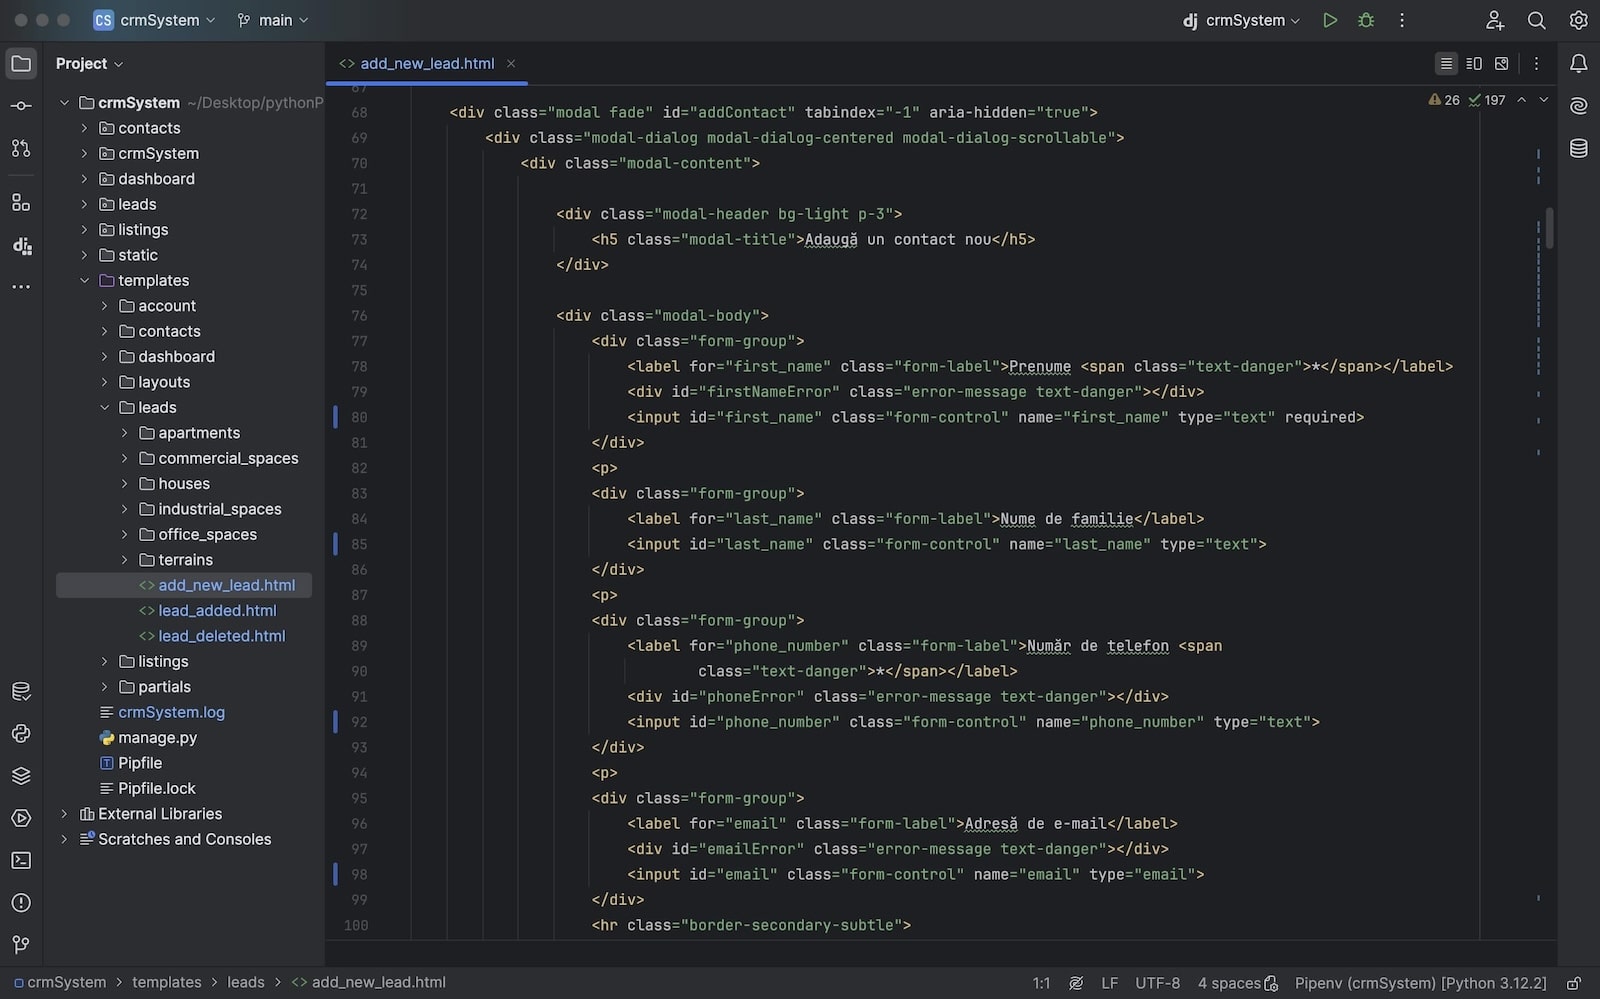 CS crmSystem main
dj crmSystem
Project
add_new_lead.html
crmSystem ~/Desktop/pythonP
contacts
crmSystem
dashboard
leads
listings
static
templates
account
contacts
dashboard
layouts
leads
apartments
commercial_spaces
houses
industrial_spaces
office_spaces
terrains
add_new_lead.html
lead_added.html
lead_deleted.html
listings
partials
crmSystem.log
manage.py
Pipfile
Pipfile.lock
External Libraries
Scratches and Consoles
26 197
67
68 <div class="modal fade" id="addContact" tabindex="-1" aria-hidden="true">
69 <div class="modal-dialog modal-dialog-centered modal-dialog-scrollable">
70 <div class="modal-content">
71
72 <div class="modal-header bg-light p-3">
73 <h5 class="modal-title">Adaugă un contact nou</h5>
74 </div>
75
76 <div class="modal-body">
77 <div class="form-group">
78 <label for="first_name" class="form-label">Prenume <span class="text-danger">*</span></label>
79 <div id="firstNameError" class="error-message text-danger"></div>
80 <input id="first_name" class="form-control" name="first_name" type="text" required>
81 </div>
82 <p>
83 <div class="form-group">
84 <label for="last_name" class="form-label">Nume de familie</label>
85 <input id="last_name" class="form-control" name="last_name" type="text">
86 </div>
87 <p>
88 <div class="form-group">
89 <label for="phone_number" class="form-label">Număr de telefon <span
90 class="text-danger">*</span></label>
91 <div id="phoneError" class="error-message text-danger"></div>
92 <input id="phone_number" class="form-control" name="phone_number" type="text">
93 </div>
94 <p>
95 <div class="form-group">
96 <label for="email" class="form-label">Adresă de e-mail</label>
97 <div id="emailError" class="error-message text-danger"></div>
98 <input id="email" class="form-control" name="email" type="email">
99 </div>
100 <hr class="border-secondary-subtle">
crmSystem > templates > leads > <> add_new_lead.html
1:1 LF UTF-8 4 spaces Pipenv (crmSystem) [Python 3.12.2]